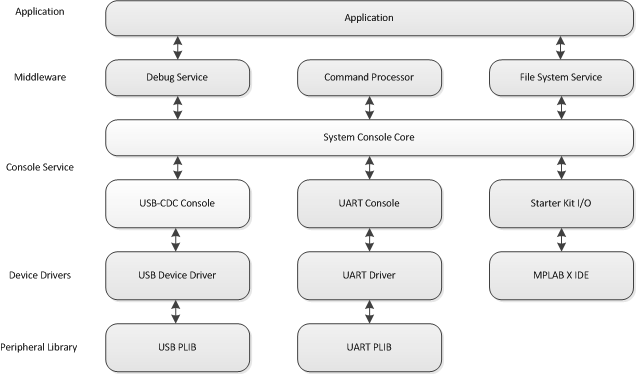 Application
Application
Middleware
Debug Service
Command Processor
File System Service
System Console Core
Console Service
USB-CDC Console
UART Console
Starter Kit I/O
Device Drivers
USB Device Driver
UART Driver
MPLAB X IDE
Peripheral Library
USB PLIB
UART PLIB